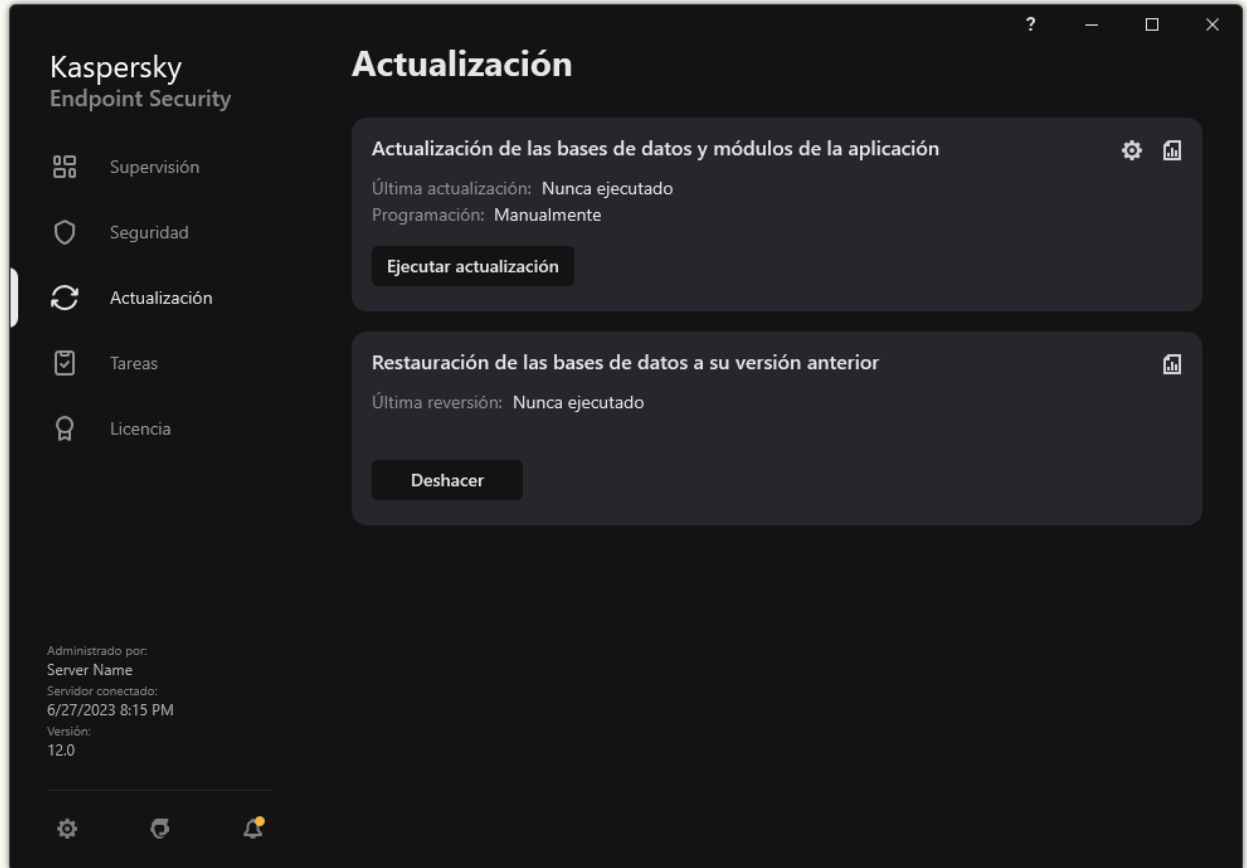 ?
Kaspersky
Endpoint Security
Supervisión
Seguridad
Actualización
Tareas
Licencia
Administrado por:
Server Name
Servidor conectado:
6/27/2023 8:15 PM
Versión:
12.0
Actualización
Actualización de las bases de datos y módulos de la aplicación
Última actualización: Nunca ejecutado
Programación: Manualmente
Ejecutar actualización
Restauración de las bases de datos a su versión anterior
Última reversión: Nunca ejecutado
Deshacer